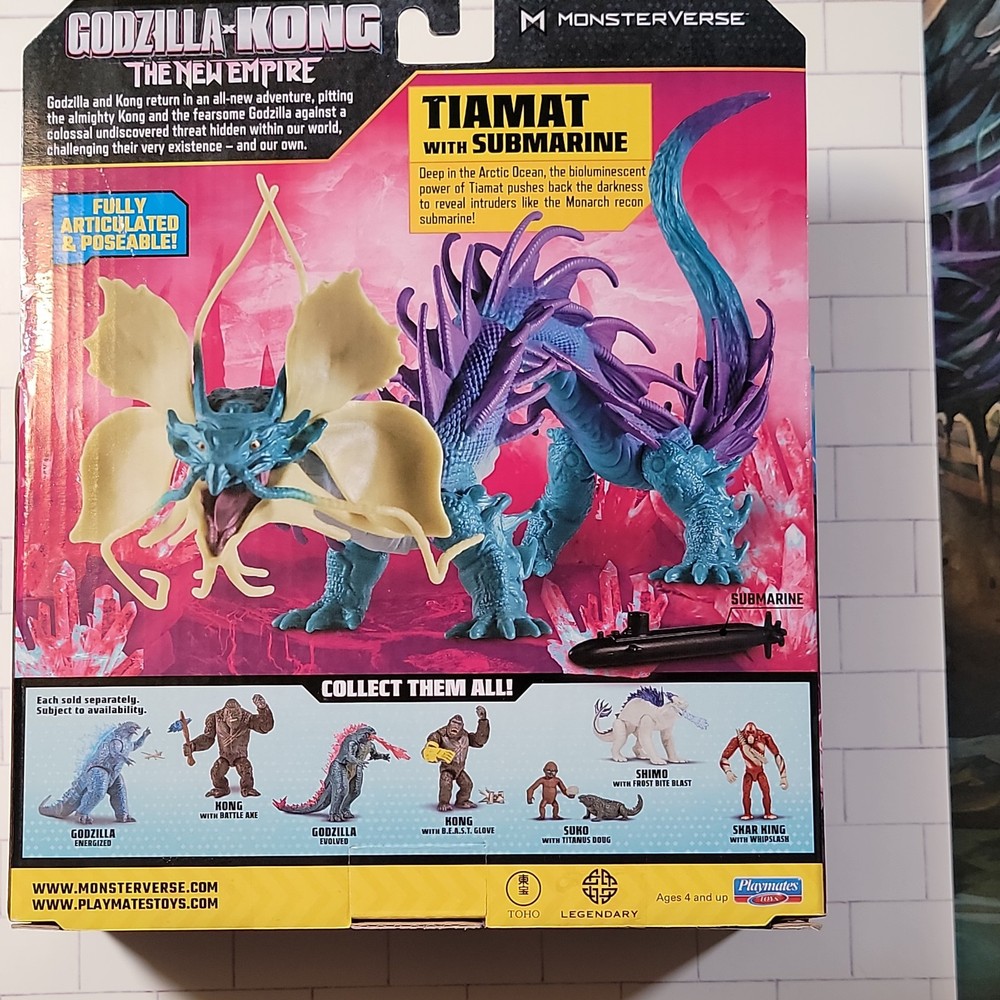 GODZILLA x KONG
THE NEW EMPIRE
MONSTERVERSE
Godzilla and Kong return in an all-new adventure, pitting
the almighty Kong and the fearsome Godzilla against a
colossal undiscovered threat hidden within our world,
challenging their very existence – and our own.
TIAMAT
WITH SUBMARINE
Deep in the Arctic Ocean, the bioluminescent
power of Tiamat pushes back the darkness
to reveal intruders like the Monarch recon
submarine!
FULLY
ARTICULATED
& POSEABLE!
SUBMARINE
COLLECT THEM ALL!
Each sold separately.
Subject to availability.
GODZILLA
ENERGIZED
KONG
WITH BATTLE AXE
GODZILLA
EVOLVED
KONG
WITH B.E.A.S.T. GLOVE
SUKO
WITH TITANUS DOUG
SHIMO
WITH FROST BITE BLAST
SKAR KING
WITH WHIPSLASH
WWW.MONSTERVERSE.COM
WWW.PLAYMATESTOYS.COM
東宝
TOHO
LEGENDARY
Ages 4 and up
Playmates
TOYS